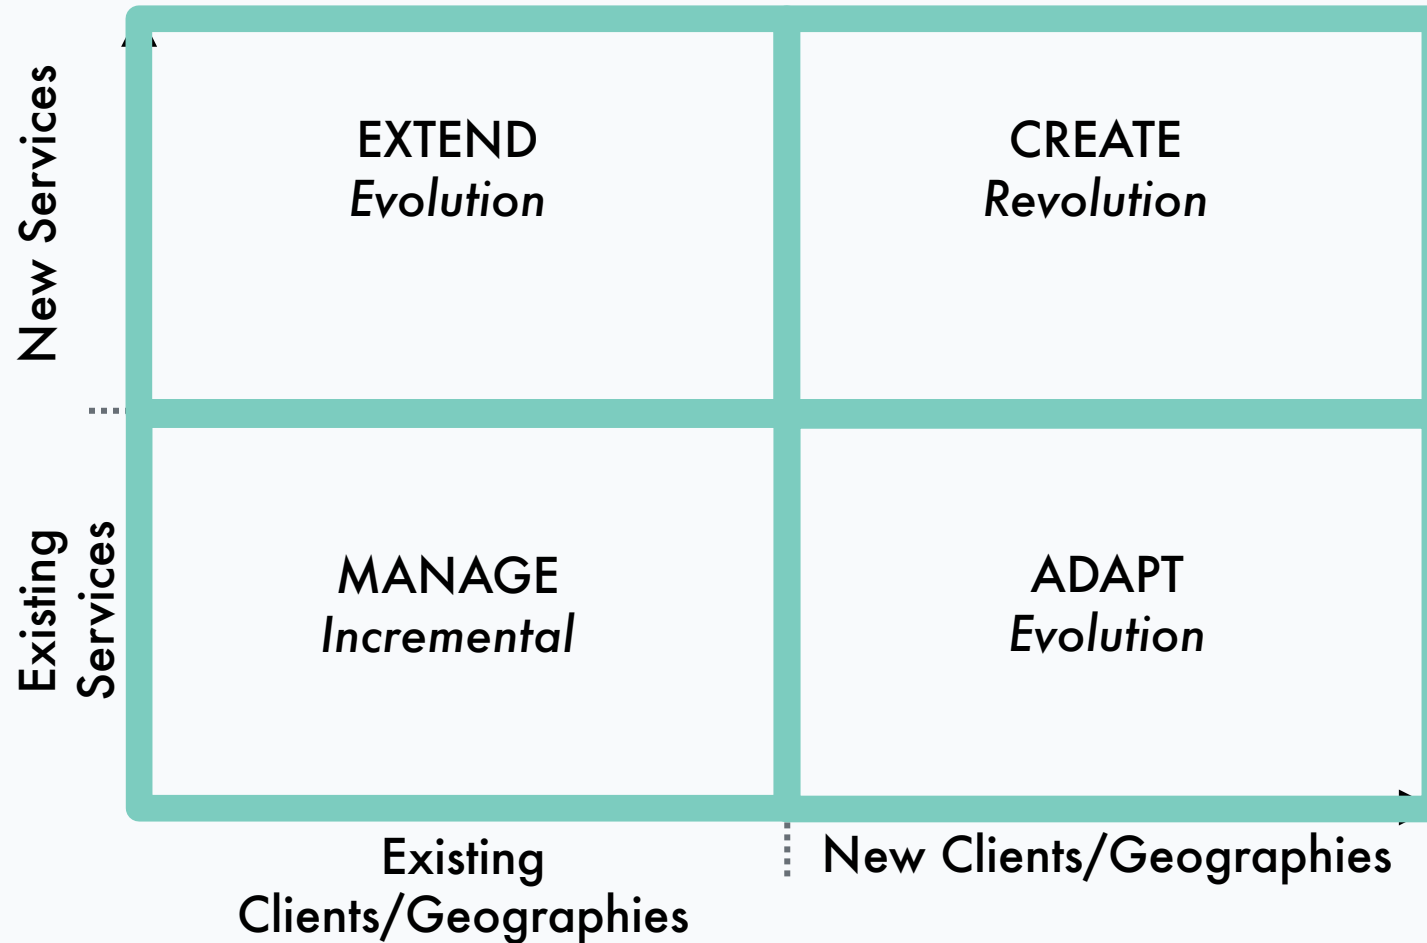 New Services
EXTEND
Evolution
CREATE
Revolution
Existing
Services
MANAGE
Incremental
ADAPT
Evolution
Existing
Clients/Geographies
New Clients/Geographies